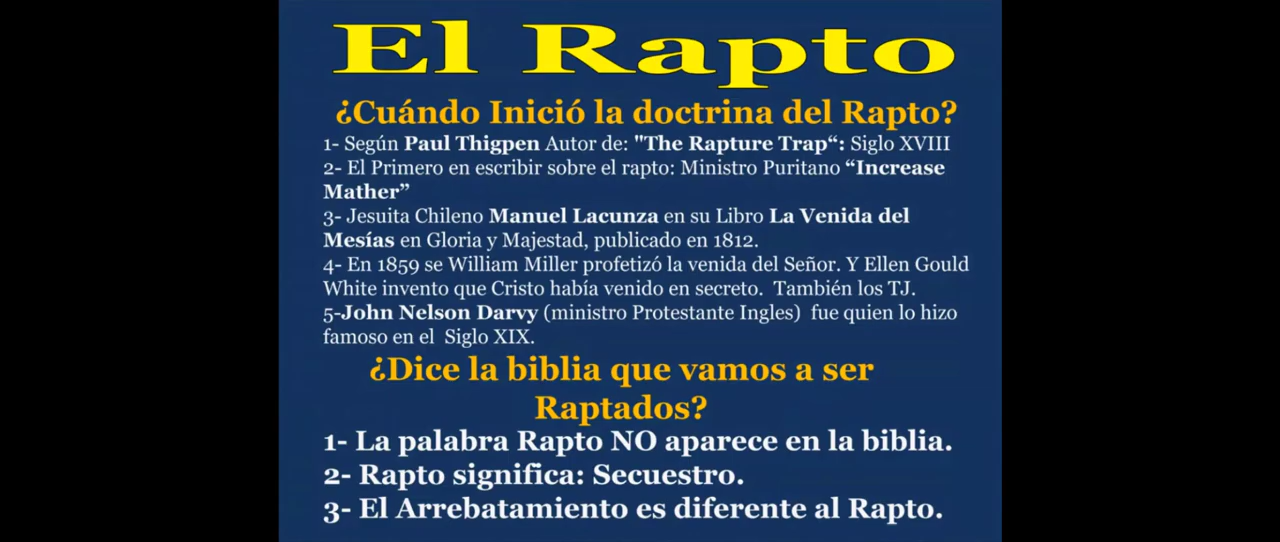 El Rapto
¿Cuándo Inició la doctrina del Rapto?
1- Según Paul Thigpen Autor de: "The Rapture Trap“: Siglo XVIII
2- El Primero en escribir sobre el rapto: Ministro Puritano “Increase
Mather”
3- Jesuita Chileno Manuel Lacunza en su Libro La Venida del
Mesías en Gloria y Majestad, publicado en 1812.
4- En 1859 se William Miller profetizó la venida del Señor. Y Ellen Gould
White invento que Cristo había venido en secreto.  También los TJ.
5-John Nelson Darvy (ministro Protestante Ingles)  fue quien lo hizo
famoso en el  Siglo XIX.
¿Dice la biblia que vamos a ser
Raptados?
1- La palabra Rapto NO aparece en la biblia.
2- Rapto significa: Secuestro.
3- El Arrebatamiento es diferente al Rapto.